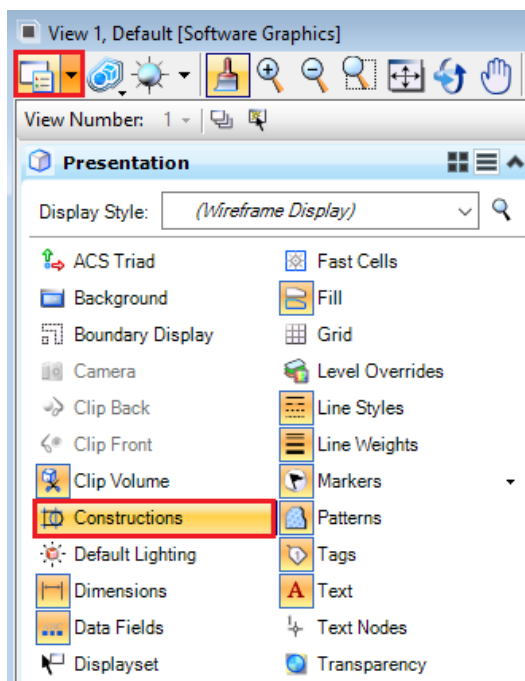 View 1, Default [Software Graphics]
View Number: 1
Presentation
Display Style: (Wireframe Display)
ACS Triad
Fast Cells
Background
Fill
Boundary Display
Grid
Camera
Level Overrides
Clip Back
Line Styles
Clip Front
Line Weights
Clip Volume
Markers
Constructions
Patterns
Default Lighting
Tags
Dimensions
A Text
Data Fields
Text Nodes
Displayset
Transparency